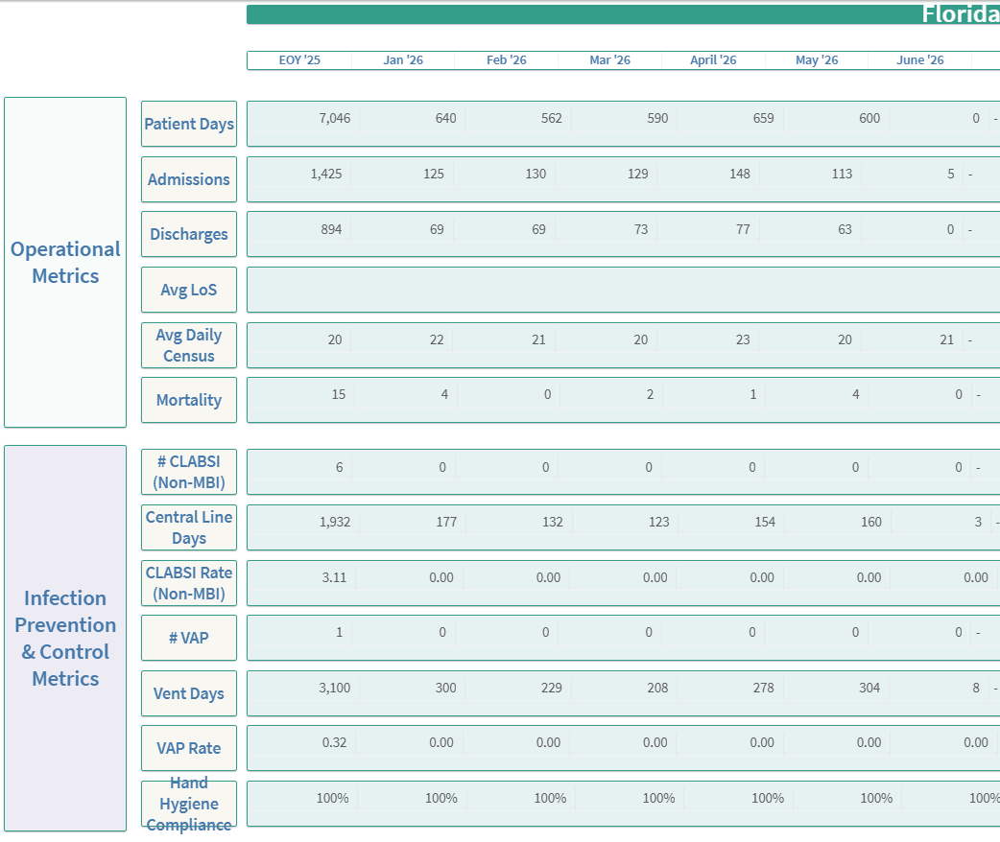 Florida
EOY '25 Jan '26 Feb '26 Mar '26 April '26 May '26 June '26
Operational
Metrics
Patient Days 7,046 640 562 590 659 600 0 -
Admissions 1,425 125 130 129 148 113 5 -
Discharges 894 69 69 73 77 63 0 -
Avg LoS
Avg Daily
Census 20 22 21 20 23 20 21 -
Mortality 15 4 0 2 1 4 0 -
Infection
Prevention
& Control
Metrics
# CLABSI
(Non-MBI) 6 0 0 0 0 0 0 -
Central Line
Days 1,932 177 132 123 154 160 3 -
CLABSI Rate
(Non-MBI) 3.11 0.00 0.00 0.00 0.00 0.00 0.00
# VAP 1 0 0 0 0 0 0 -
Vent Days 3,100 300 229 208 278 304 8 -
VAP Rate 0.32 0.00 0.00 0.00 0.00 0.00 0.00
Hand
Hygiene
Compliance 100% 100% 100% 100% 100% 100% 100%